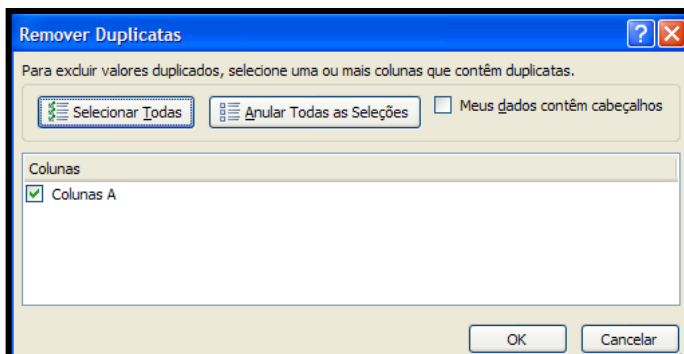 Remover Duplicatas
Para excluir valores duplicados, selecione uma ou mais colunas que contêm duplicatas.
Selecionar Todas Anular Todas as Seleções Meus dados contêm cabeçalhos
Colunas
Colunas A
OK Cancelar